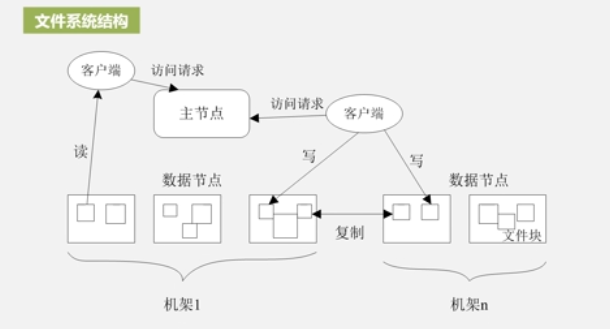 文件系统结构
客户端
访问请求
主节点
访问请求
客户端
读
写
写
数据节点
数据节点
复制
文件块
机架1
机架n